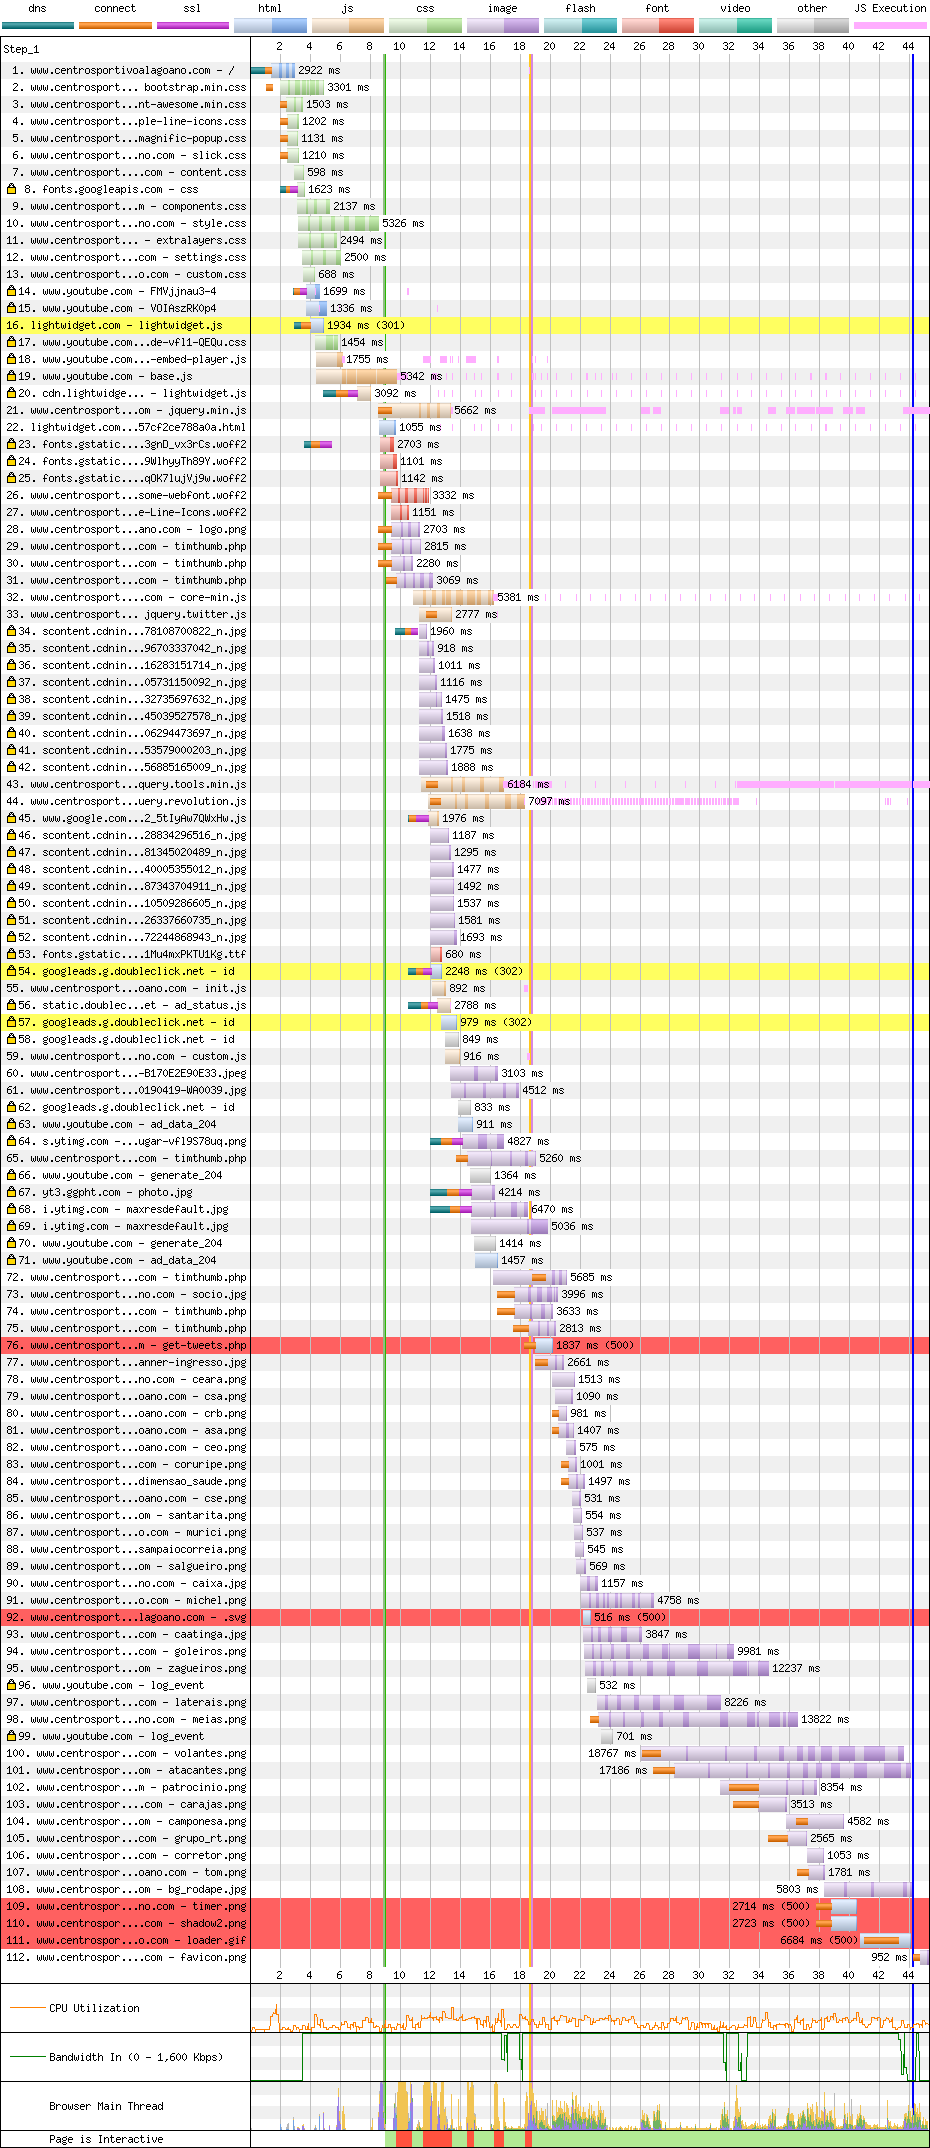 dns connect ssl html js css image flash font video other JS Execution
Step_1 2 4 6 8 10 12 14 16 18 20 22 24 26 28 30 32 34 36 38 40 42 44
1. www.centrosportivoalagoano.com - / 2922 ms
2. www.centrosport... bootstrap.min.css 3301 ms
3. www.centrosport...nt-awesome.min.css 1503 ms
4. www.centrosport...ple-line-icons.css 1202 ms
5. www.centrosport...magnific-popup.css 1131 ms
6. www.centrosport...no.com - slick.css 1210 ms
7. www.centrosport....com - content.css 598 ms
8. fonts.googleapis.com - css 1623 ms
9. www.centrosport...m - components.css 2137 ms
10. www.centrosport...no.com - style.css 5326 ms
11. www.centrosport... - extralayers.css 2494 ms
12. www.centrosport...com - settings.css 2500 ms
13. www.centrosport...o.com - custom.css 688 ms
14. www.youtube.com - FMVjjnau3-4 1699 ms
15. www.youtube.com - VOIAszRK0p4 1336 ms
16. lightwidget.com - lightwidget.js 1934 ms (301)
17. www.youtube.com...de-vfl1-QEQu.css 1454 ms
18. www.youtube.com...-embed-player.js 1755 ms
19. www.youtube.com - base.js 5342 ms
20. cdn.lightwidge... - lightwidget.js 3092 ms
21. www.centrosport...om - jquery.min.js 5662 ms
22. lightwidget.com...57cf2ce788a0a.html 1055 ms
23. fonts.gstatic....3gnD_vx3rCs.woff2 2703 ms
24. fonts.gstatic....9WlhyyTh89Y.woff2 1101 ms
25. fonts.gstatic....qOK7lujVj9w.woff2 1142 ms
26. www.centrosport...some-webfont.woff2 3332 ms
27. www.centrosport...e-Line-Icons.woff2 1151 ms
28. www.centrosport...ano.com - logo.png 2703 ms
29. www.centrosport...com - timthumb.php 2815 ms
30. www.centrosport...com - timthumb.php 2280 ms
31. www.centrosport...com - timthumb.php 3069 ms
32. www.centrosport....com - core-min.js 5381 ms
33. www.centrosport... jquery.twitter.js 2777 ms
34. scontent.cdnin...78108700822_n.jpg 1960 ms
35. scontent.cdnin...96703337042_n.jpg 918 ms
36. scontent.cdnin...16283151714_n.jpg 1011 ms
37. scontent.cdnin...05731150092_n.jpg 1116 ms
38. scontent.cdnin...32735697632_n.jpg 1475 ms
39. scontent.cdnin...45039527578_n.jpg 1518 ms
40. scontent.cdnin...06294473697_n.jpg 1638 ms
41. scontent.cdnin...53579000203_n.jpg 1775 ms
42. scontent.cdnin...56885165009_n.jpg 1888 ms
43. www.centrosport...query.tools.min.js 6184 ms
44. www.centrosport...uery.revolution.js 7097 ms
45. www.google.com...2_5tIyAw7QWxHw.js 1976 ms
46. scontent.cdnin...28834296516_n.jpg 1187 ms
47. scontent.cdnin...81345020489_n.jpg 1295 ms
48. scontent.cdnin...40005355012_n.jpg 1477 ms
49. scontent.cdnin...87343704911_n.jpg 1492 ms
50. scontent.cdnin...10509286605_n.jpg 1537 ms
51. scontent.cdnin...26337660735_n.jpg 1581 ms
52. scontent.cdnin...72244868943_n.jpg 1693 ms
53. fonts.gstatic....1Mu4mxPKTU1Kg.ttf 680 ms
54. googleads.g.doubleclick.net - id 2248 ms (302)
55. www.centrosport...oano.com - init.js 892 ms
56. static.doublec...et - ad_status.js 2788 ms
57. googleads.g.doubleclick.net - id 979 ms (302)
58. googleads.g.doubleclick.net - id 849 ms
59. www.centrosport...no.com - custom.js 916 ms
60. www.centrosport...-B170E2E90E33.jpeg 3103 ms
61. www.centrosport...0190419-WA0039.jpg 4512 ms
62. googleads.g.doubleclick.net - id 833 ms
63. www.youtube.com - ad_data_204 911 ms
64. s.ytimg.com -...ugar-vfl9S78uq.png 4827 ms
65. www.centrosport...com - timthumb.php 5260 ms
66. www.youtube.com - generate_204 1364 ms
67. yt3.ggpht.com - photo.jpg 4214 ms
68. i.ytimg.com - maxresdefault.jpg 6470 ms
69. i.ytimg.com - maxresdefault.jpg 5036 ms
70. www.youtube.com - generate_204 1414 ms
71. www.youtube.com - ad_data_204 1457 ms
72. www.centrosport...com - timthumb.php 5685 ms
73. www.centrosport...no.com - socio.jpg 3996 ms
74. www.centrosport...com - timthumb.php 3633 ms
75. www.centrosport...com - timthumb.php 2813 ms
76. www.centrosport...m - get-tweets.php 1837 ms (500)
77. www.centrosport...anner-ingresso.jpg 2661 ms
78. www.centrosport...no.com - ceara.png 1513 ms
79. www.centrosport...oano.com - csa.png 1090 ms
80. www.centrosport...oano.com - crb.png 981 ms
81. www.centrosport...oano.com - asa.png 1407 ms
82. www.centrosport...oano.com - ceo.png 575 ms
83. www.centrosport...com - coruripe.png 1001 ms
84. www.centrosport...dimensao_saude.png 1497 ms
85. www.centrosport...oano.com - cse.png 531 ms
86. www.centrosport...om - santarita.png 554 ms
87. www.centrosport...o.com - murici.png 537 ms
88. www.centrosport...sampaiocorreia.png 545 ms
89. www.centrosport...om - salgueiro.png 569 ms
90. www.centrosport...no.com - caixa.jpg 1157 ms
91. www.centrosport...o.com - michel.png 4758 ms
92. www.centrosport...lagoano.com - .svg 516 ms (500)
93. www.centrosport...com - caatinga.jpg 3847 ms
94. www.centrosport...com - goleiros.png 9981 ms
95. www.centrosport...om - zagueiros.png 12237 ms
96. www.youtube.com - log_event 532 ms
97. www.centrosport...com - laterais.png 8226 ms
98. www.centrosport...no.com - meias.png 13822 ms
99. www.youtube.com - log_event 701 ms
100. www.centrospor...com - volantes.png 18767 ms
101. www.centrospor...om - atacantes.png 17186 ms
102. www.centrospor...m - patrocinio.png 8354 ms
103. www.centrospor....com - carajas.png 3513 ms
104. www.centrospor...om - camponesa.png 4582 ms
105. www.centrospor...com - grupo_rt.png 2565 ms
106. www.centrospor...com - corretor.png 1053 ms
107. www.centrospor...oano.com - tom.png 1781 ms
108. www.centrospor...om - bg_rodape.jpg 5803 ms
109. www.centrospor...no.com - timer.png 2714 ms (500)
110. www.centrospor....com - shadow2.png 2723 ms (500)
111. www.centrospor...o.com - loader.gif 6684 ms (500)
112. www.centrospor....com - favicon.png 952 ms
2 4 6 8 10 12 14 16 18 20 22 24 26 28 30 32 34 36 38 40 42 44
CPU Utilization
Bandwidth In (0 - 1,600 Kbps)
Browser Main Thread
Page is Interactive